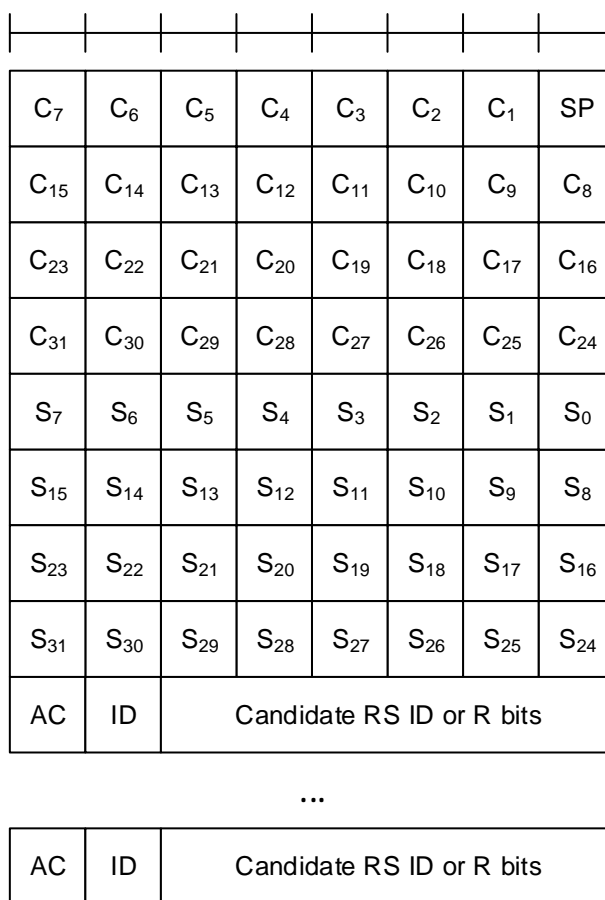 C₇ C₆ C₅ C₄ C₃ C₂ C₁ SP
C₁₅ C₁₄ C₁₃ C₁₂ C₁₁ C₁₀ C₉ C₈
C₂₃ C₂₂ C₂₁ C₂₀ C₁₉ C₁₈ C₁₇ C₁₆
C₃₁ C₃₀ C₂₉ C₂₈ C₂₇ C₂₆ C₂₅ C₂₄
S₇ S₆ S₅ S₄ S₃ S₂ S₁ S₀
S₁₅ S₁₄ S₁₃ S₁₂ S₁₁ S₁₀ S₉ S₈
S₂₃ S₂₂ S₂₁ S₂₀ S₁₉ S₁₈ S₁₇ S₁₆
S₃₁ S₃₀ S₂₉ S₂₈ S₂₇ S₂₆ S₂₅ S₂₄
AC ID Candidate RS ID or R bits
...
AC ID Candidate RS ID or R bits